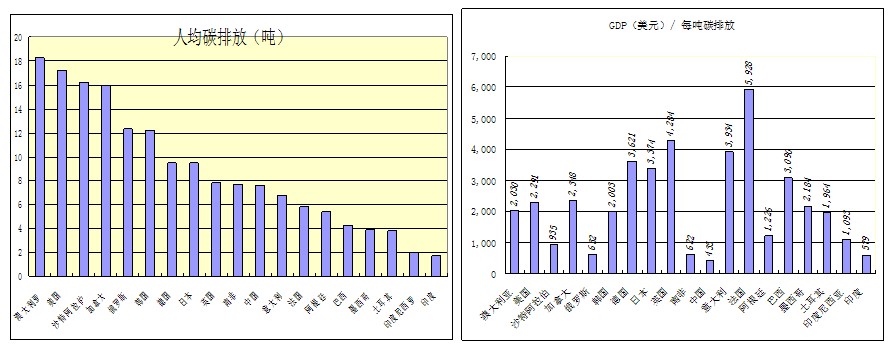 人均碳排放（吨）
20
18
16
14
12
10
8
6
4
2
0
澳大利亚
美国
沙特阿拉伯
加拿大
俄罗斯
韩国
德国
日本
英国
南非
中国
意大利
法国
阿根廷
巴西
墨西哥
土耳其
印度尼西亚
印度
GDP（美元）/ 每吨碳排放
7,000
6,000
5,000
4,000
3,000
2,000
1,000
0
2,030
2,291
935
2,348
632
2,003
3,621
3,374
4,284
622
435
3,934
5,928
1,226
3,090
2,184
1,964
1,093
579
澳大利亚
美国
沙特阿拉伯
加拿大
俄罗斯
韩国
德国
日本
英国
南非
中国
意大利
法国
阿根廷
巴西
墨西哥
土耳其
印度尼西亚
印度